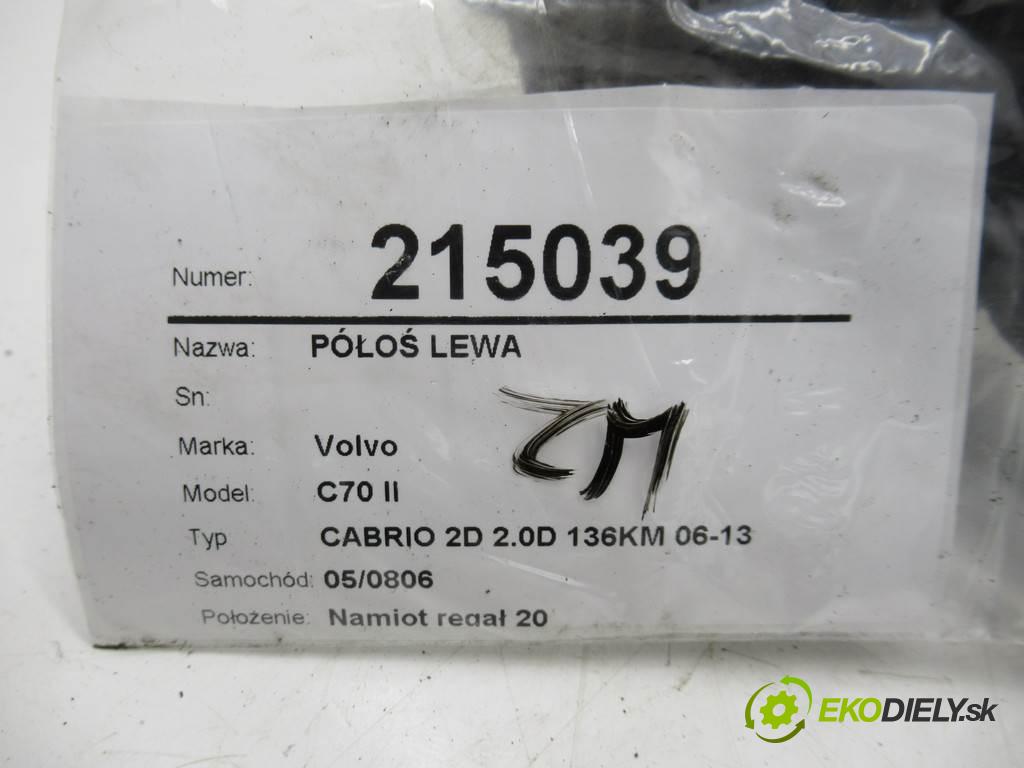 Numer: 215039
Nazwa: PÓŁOŚ LEWA
Sn:
ZM
Marka: Volvo
Model: C70 II
Typ CABRIO 2D 2.0D 136KM 06-13
Samochód: 05/0806
Położenie: Namiot regał 20
EKODIELY.sk